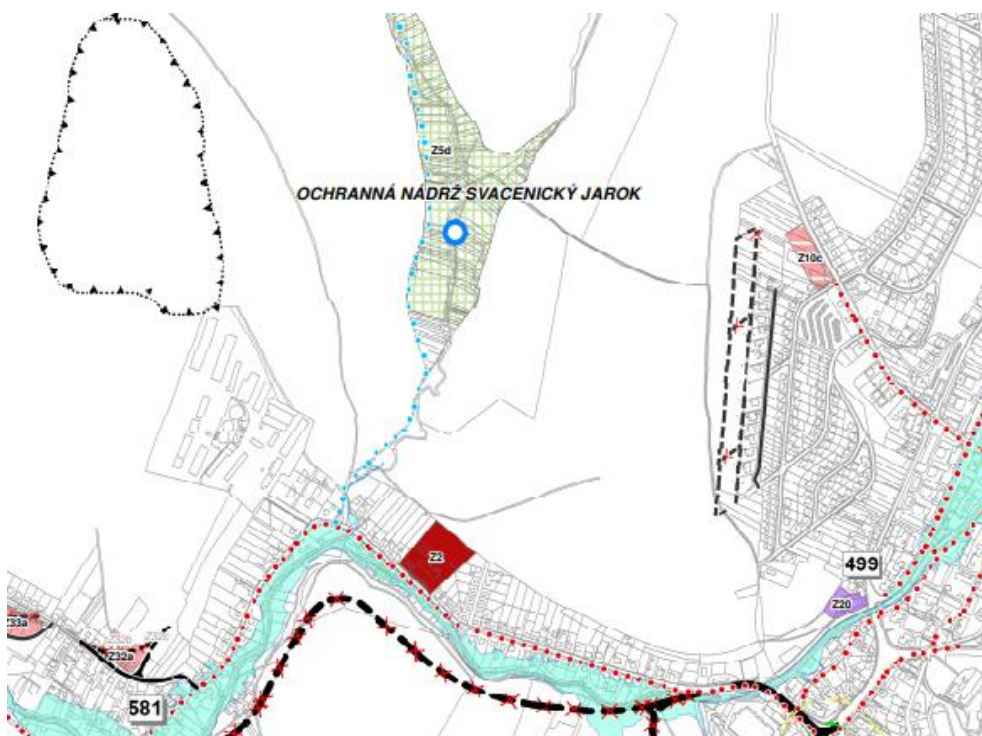 Z5d
OCHRANNÁ NÁDRŽ SVACENICKÝ JAROK
Z10c
Z2
499
Z20
Z33a
Z32a
581